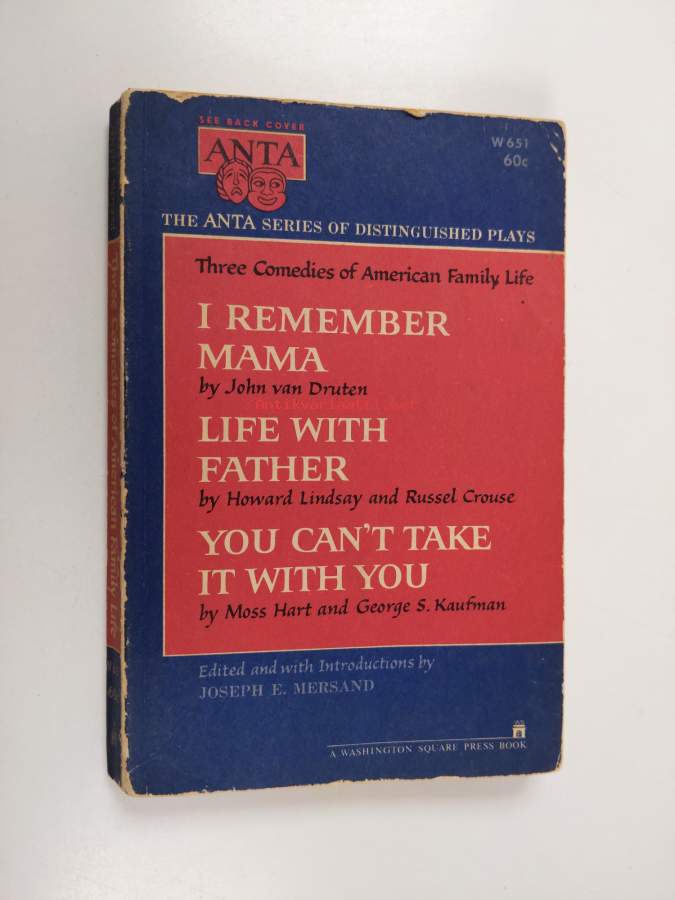 SEE BACK COVER
ANTA
W 651
60¢
THE ANTA SERIES OF DISTINGUISHED PLAYS
Three Comedies of American Family Life
I REMEMBER
MAMA
by John van Druten
LIFE WITH
FATHER
by Howard Lindsay and Russel Crouse
YOU CAN'T TAKE
IT WITH YOU
by Moss Hart and George S. Kaufman
Edited and with Introductions by
JOSEPH E. MERSAND
A WASHINGTON SQUARE PRESS BOOK
Three Comedies of American Family Life